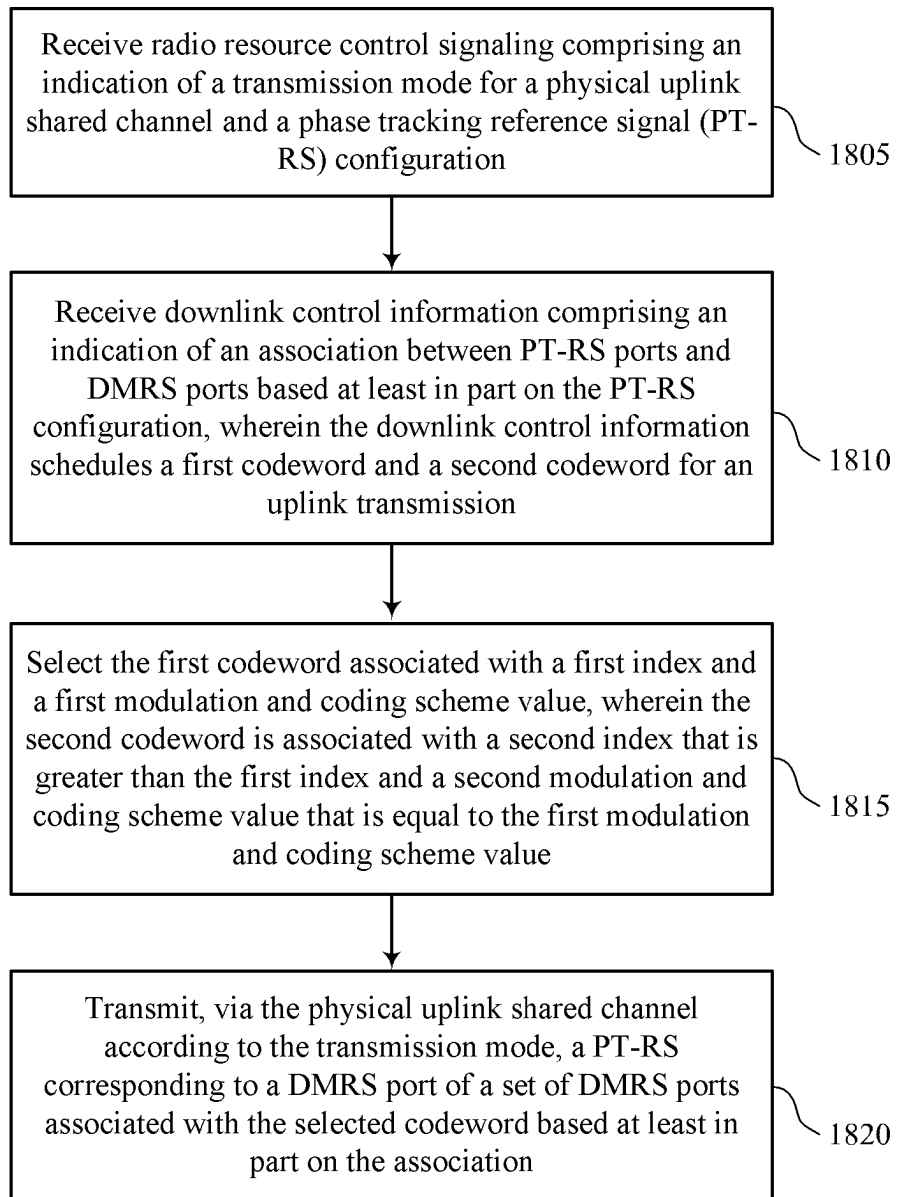 Receive radio resource control signaling comprising an
indication of a transmission mode for a physical uplink
shared channel and a phase tracking reference signal (PT-
RS) configuration
1805
Receive downlink control information comprising an
indication of an association between PT-RS ports and
DMRS ports based at least in part on the PT-RS
configuration, wherein the downlink control information
schedules a first codeword and a second codeword for an
uplink transmission
1810
Select the first codeword associated with a first index and
a first modulation and coding scheme value, wherein the
second codeword is associated with a second index that is
greater than the first index and a second modulation and
coding scheme value that is equal to the first modulation
and coding scheme value
1815
Transmit, via the physical uplink shared channel
according to the transmission mode, a PT-RS
corresponding to a DMRS port of a set of DMRS ports
associated with the selected codeword based at least in
part on the association
1820